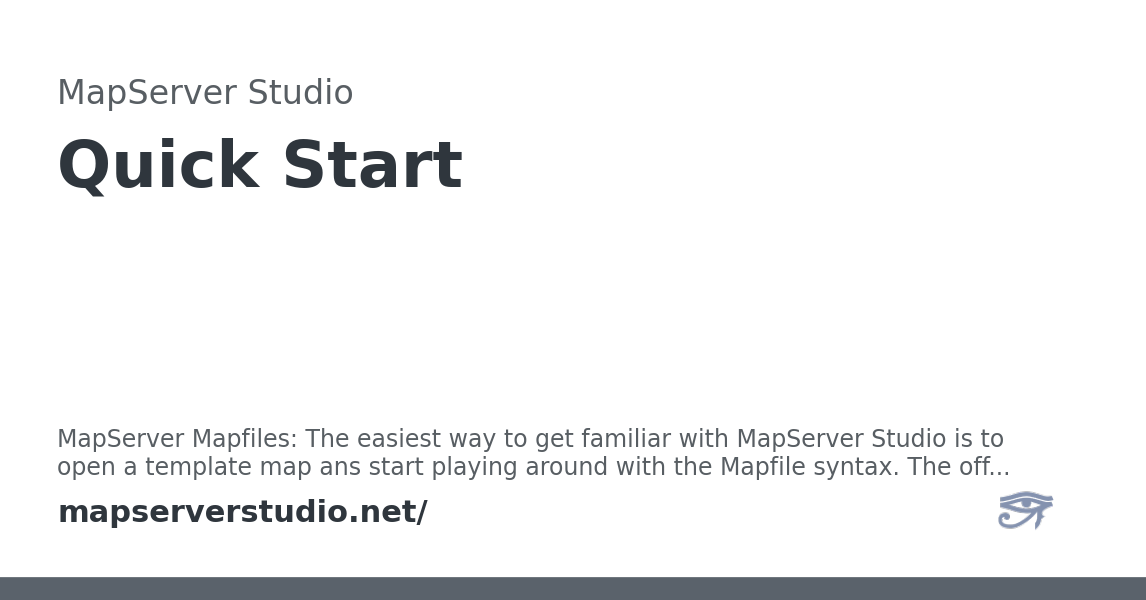 MapServer Studio
Quick Start
MapServer Mapfiles: The easiest way to get familiar with MapServer Studio is to
open a template map ans start playing around with the Mapfile syntax. The off...
mapserverstudio.net/